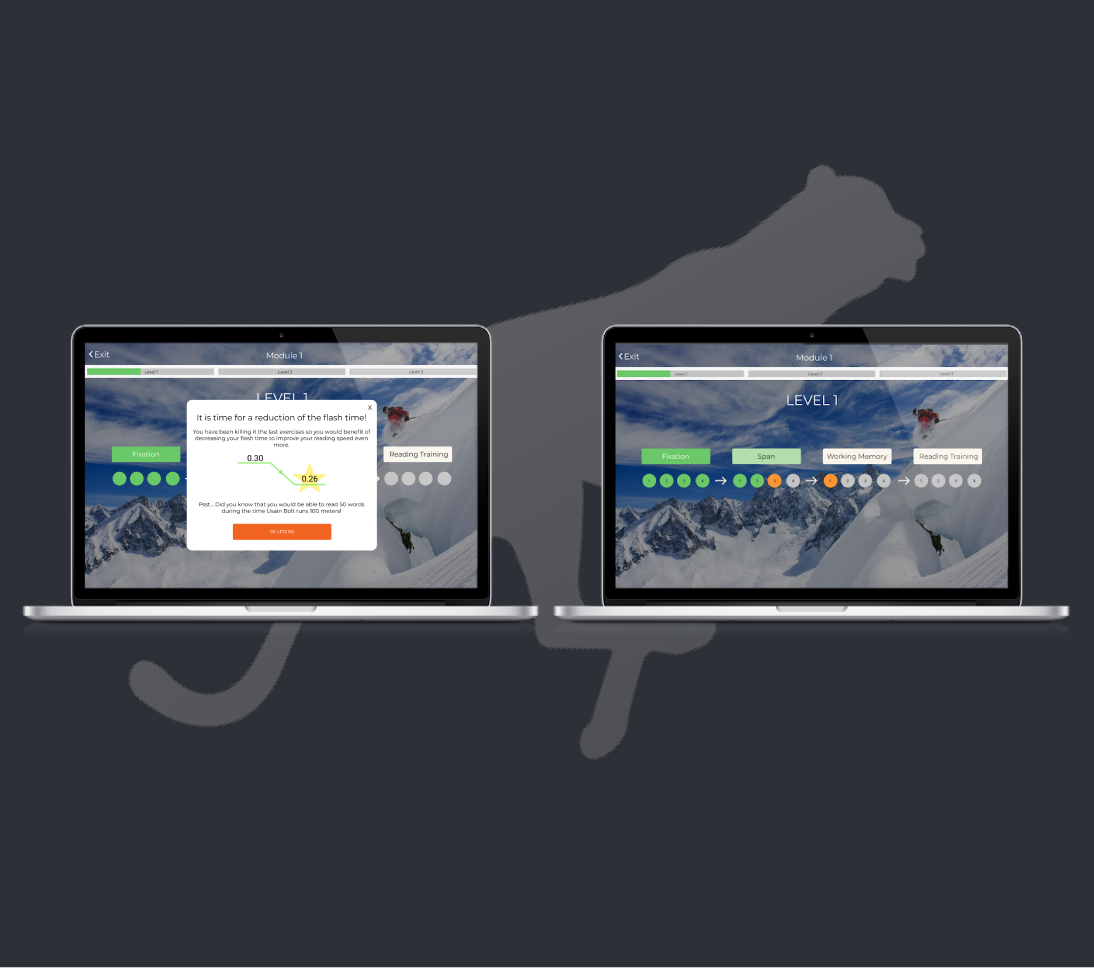 Exit
Module 1
Level 1
Level 2
Level 3
LEVEL 1
X
It is time for a reduction of the flash time!
You have been killing it the last exercises so you would benefit of
decreasing your flash time to improve your reading speed even
more.
0.30
0.26
Psst... Did you know that you would be able to read 50 words
during the time Usain Bolt runs 100 meters!
Fixation
Reading Training
Exit
Module 1
Level 1
Level 2
Level 3
LEVEL 1
Fixation
Span
Working Memory
Reading Training
1 2 3 4
1 2 3 4
1 2 3 4
1 2 3 4